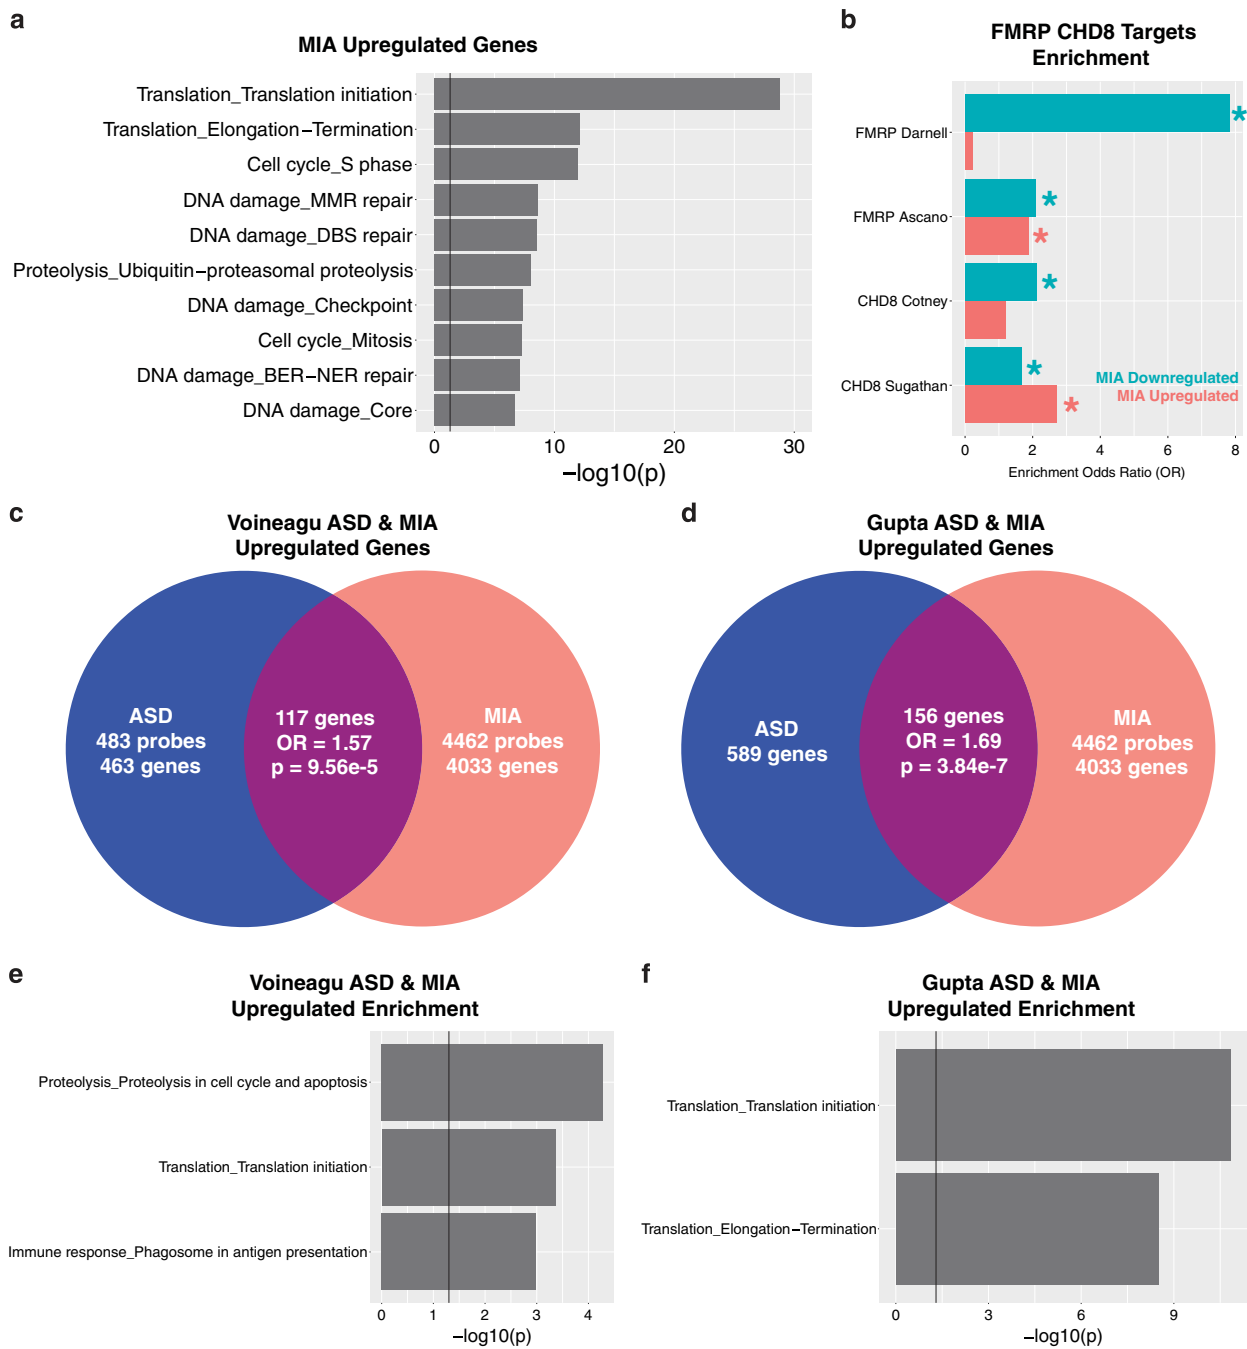 a
MIA Upregulated Genes
Translation_Translation initiation
Translation_Elongation−Termination
Cell cycle_S phase
DNA damage_MMR repair
DNA damage_DBS repair
Proteolysis_Ubiquitin−proteasomal proteolysis
DNA damage_Checkpoint
Cell cycle_Mitosis
DNA damage_BER−NER repair
DNA damage_Core
0 10 20 30
−log10(p)
b
FMRP CHD8 Targets
Enrichment
FMRP Darnell
*
FMRP Ascano
*
*
CHD8 Cotney
*
CHD8 Sugathan
*
*
MIA Downregulated
MIA Upregulated
0 2 4 6 8
Enrichment Odds Ratio (OR)
c
Voineagu ASD & MIA
Upregulated Genes
ASD
483 probes
463 genes
117 genes
OR = 1.57
p = 9.56e-5
MIA
4462 probes
4033 genes
d
Gupta ASD & MIA
Upregulated Genes
ASD
589 genes
156 genes
OR = 1.69
p = 3.84e-7
MIA
4462 probes
4033 genes
e
Voineagu ASD & MIA
Upregulated Enrichment
Proteolysis_Proteolysis in cell cycle and apoptosis
Translation_Translation initiation
Immune response_Phagosome in antigen presentation
0 1 2 3 4
−log10(p)
f
Gupta ASD & MIA
Upregulated Enrichment
Translation_Translation initiation
Translation_Elongation−Termination
0 3 6 9
−log10(p)